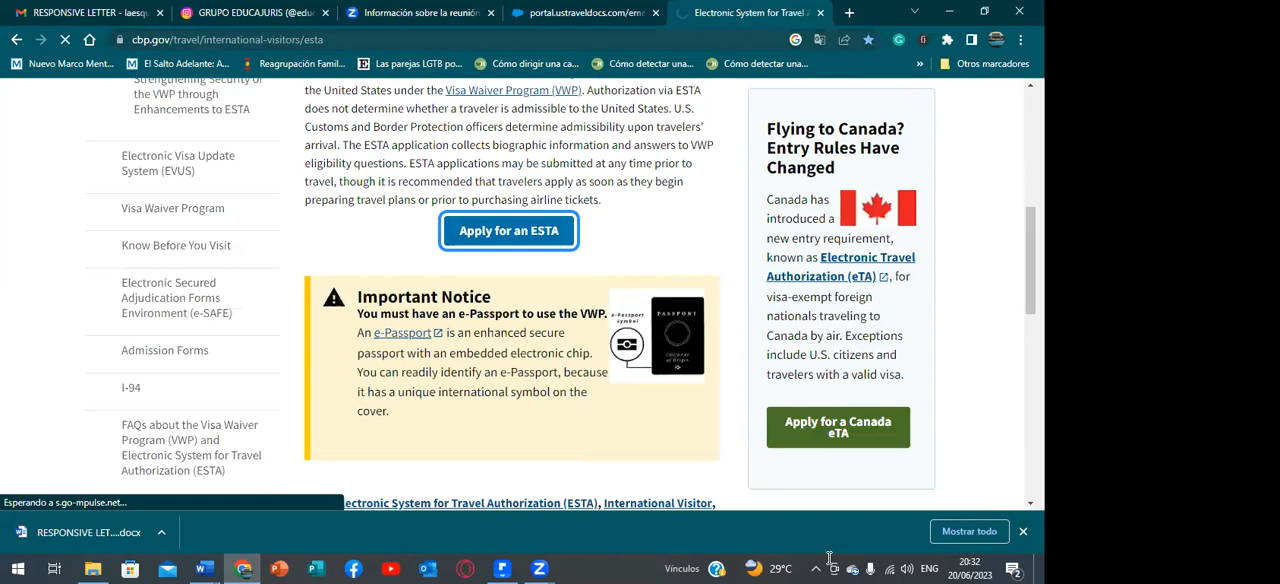 RESPONSIVE LETTER - laesqu
GRUPO EDUCAJURIS (@edu
Información sobre la reunión
portal.ustraveldocs.com/ema
Electronic System for Travel A
cbp.gov/travel/international-visitors/esta
Nuevo Marco Ment...
El Salto Adelante: A...
Reagrupación Famil...
Las parejas LGTB po...
Cómo dirigir una ca...
Cómo detectar una...
Cómo detectar una...
»
Otros marcadores
Strengthening Security of
the VWP through
Enhancements to ESTA
Electronic Visa Update
System (EVUS)
Visa Waiver Program
Know Before You Visit
Electronic Secured
Adjudication Forms
Environment (e-SAFE)
Admission Forms
I-94
FAQs about the Visa Waiver
Program (VWP) and
Electronic System for Travel
Authorization (ESTA)
the United States under the Visa Waiver Program (VWP). Authorization via ESTA
does not determine whether a traveler is admissible to the United States. U.S.
Customs and Border Protection officers determine admissibility upon travelers'
arrival. The ESTA application collects biographic information and answers to VWP
eligibility questions. ESTA applications may be submitted at any time prior to
travel, though it is recommended that travelers apply as soon as they begin
preparing travel plans or prior to purchasing airline tickets.
Apply for an ESTA
Important Notice
You must have an e-Passport to use the VWP.
An e-Passport is an enhanced secure
passport with an embedded electronic chip.
You can readily identify an e-Passport, because
it has a unique international symbol on the
cover.
e-Passport
symbol
PASSPORT
Flying to Canada?
Entry Rules Have
Changed
Canada has
introduced a
new entry requirement,
known as Electronic Travel
Authorization (eTA), for
visa-exempt foreign
nationals traveling to
Canada by air. Exceptions
include U.S. citizens and
travelers with a valid visa.
Apply for a Canada
eTA
Esperando a s.go-mpulse.net...
ectronic System for Travel Authorization (ESTA), International Visitor,
RESPONSIVE LET....docx
Mostrar todo
Vínculos
29°C
ENG
20:32
20/06/2023